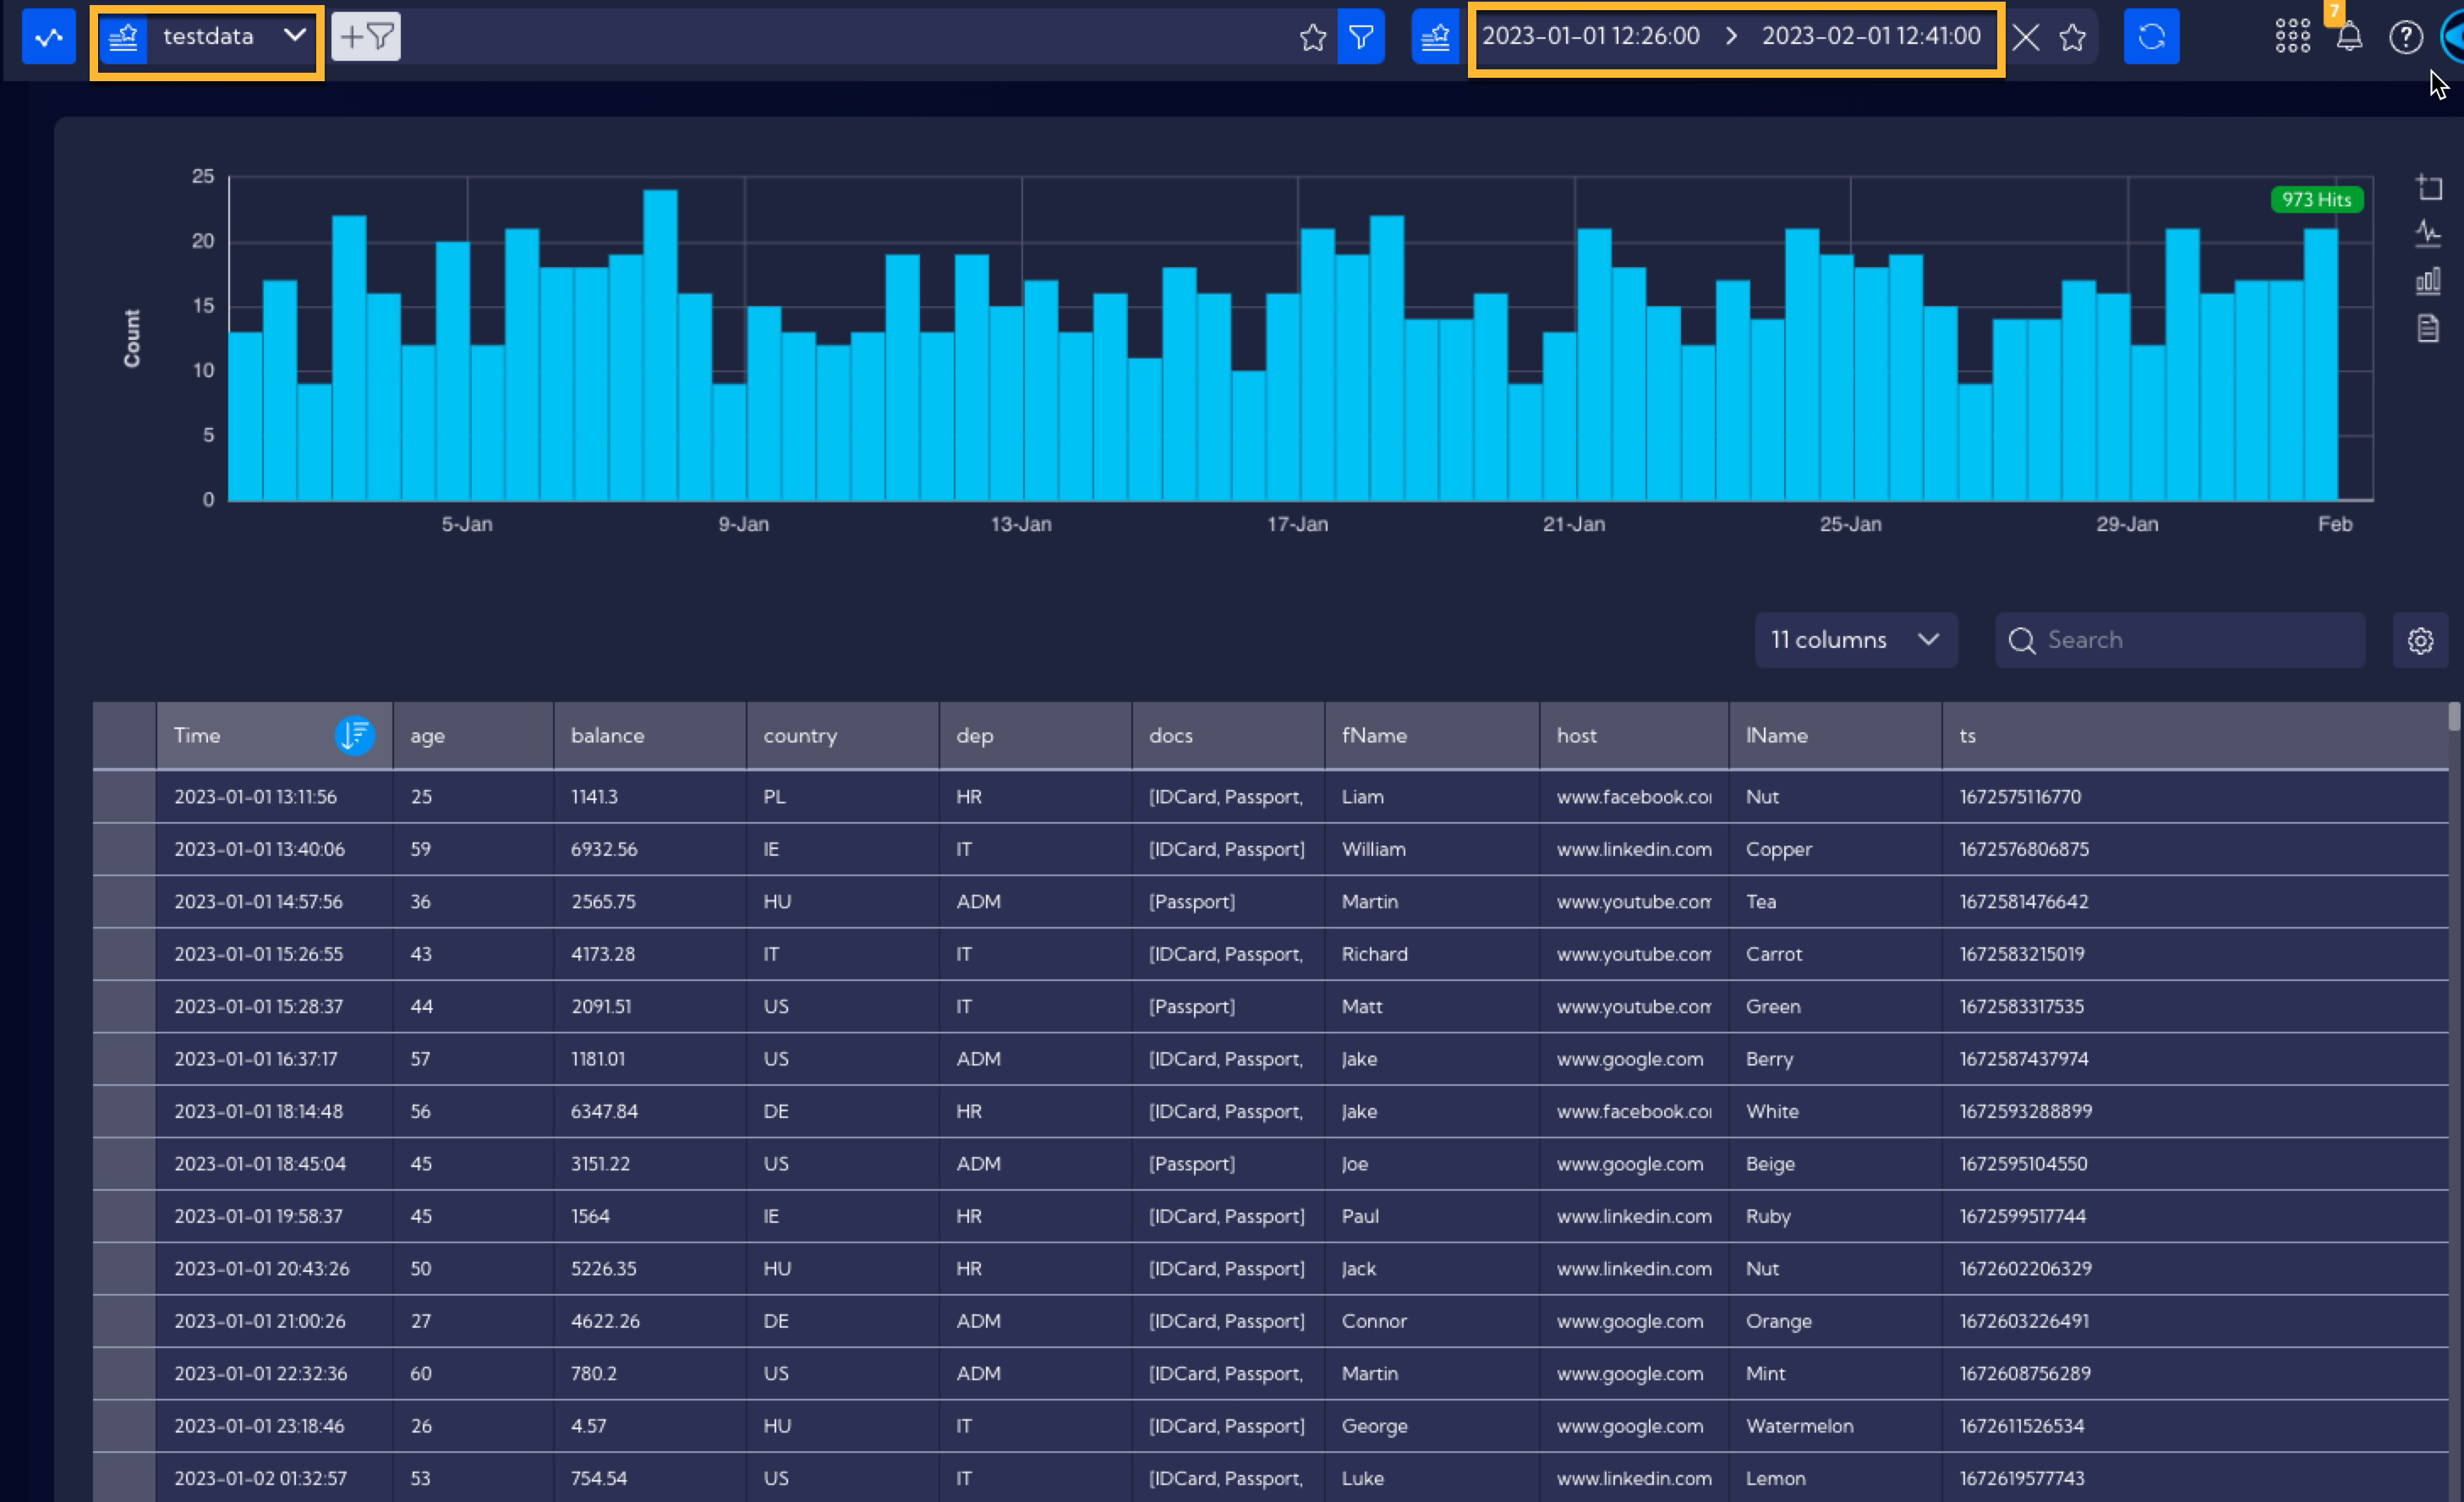 testdata
2023-01-01 12:26:00 > 2023-02-01 12:41:00
7
25
973 Hits
20
15
10
5
0
Count
5-Jan 9-Jan 13-Jan 17-Jan 21-Jan 25-Jan 29-Jan Feb
11 columns Search
Time age balance country dep docs fName host lName ts
2023-01-01 13:11:56 25 1141.3 PL HR [IDCard, Passport, Liam www.facebook.co Nut 1672575116770
2023-01-01 13:40:06 59 6932.56 IE IT [IDCard, Passport] William www.linkedin.com Copper 1672576806875
2023-01-01 14:57:56 36 2565.75 HU ADM [Passport] Martin www.youtube.com Tea 1672581476642
2023-01-01 15:26:55 43 4173.28 IT IT [IDCard, Passport, Richard www.youtube.com Carrot 1672583215019
2023-01-01 15:28:37 44 2091.51 US IT [Passport] Matt www.youtube.com Green 1672583317535
2023-01-01 16:37:17 57 1181.01 US ADM [IDCard, Passport, Jake www.google.com Berry 1672587437974
2023-01-01 18:14:48 56 6347.84 DE HR [IDCard, Passport, Jake www.facebook.co White 1672593288899
2023-01-01 18:45:04 45 3151.22 US ADM [Passport] Joe www.google.com Beige 1672595104550
2023-01-01 19:58:37 45 1564 IE HR [IDCard, Passport] Paul www.linkedin.com Ruby 1672599517744
2023-01-01 20:43:26 50 5226.35 HU HR [IDCard, Passport] Jack www.linkedin.com Nut 1672602206329
2023-01-01 21:00:26 27 4622.26 DE ADM [IDCard, Passport] Connor www.google.com Orange 1672603226491
2023-01-01 22:32:36 60 780.2 US ADM [IDCard, Passport, Martin www.google.com Mint 1672608756289
2023-01-01 23:18:46 26 4.57 HU IT [IDCard, Passport] George www.google.com Watermelon 1672611526534
2023-01-02 01:32:57 53 754.54 US IT [IDCard, Passport, Luke www.linkedin.com Lemon 1672619577743